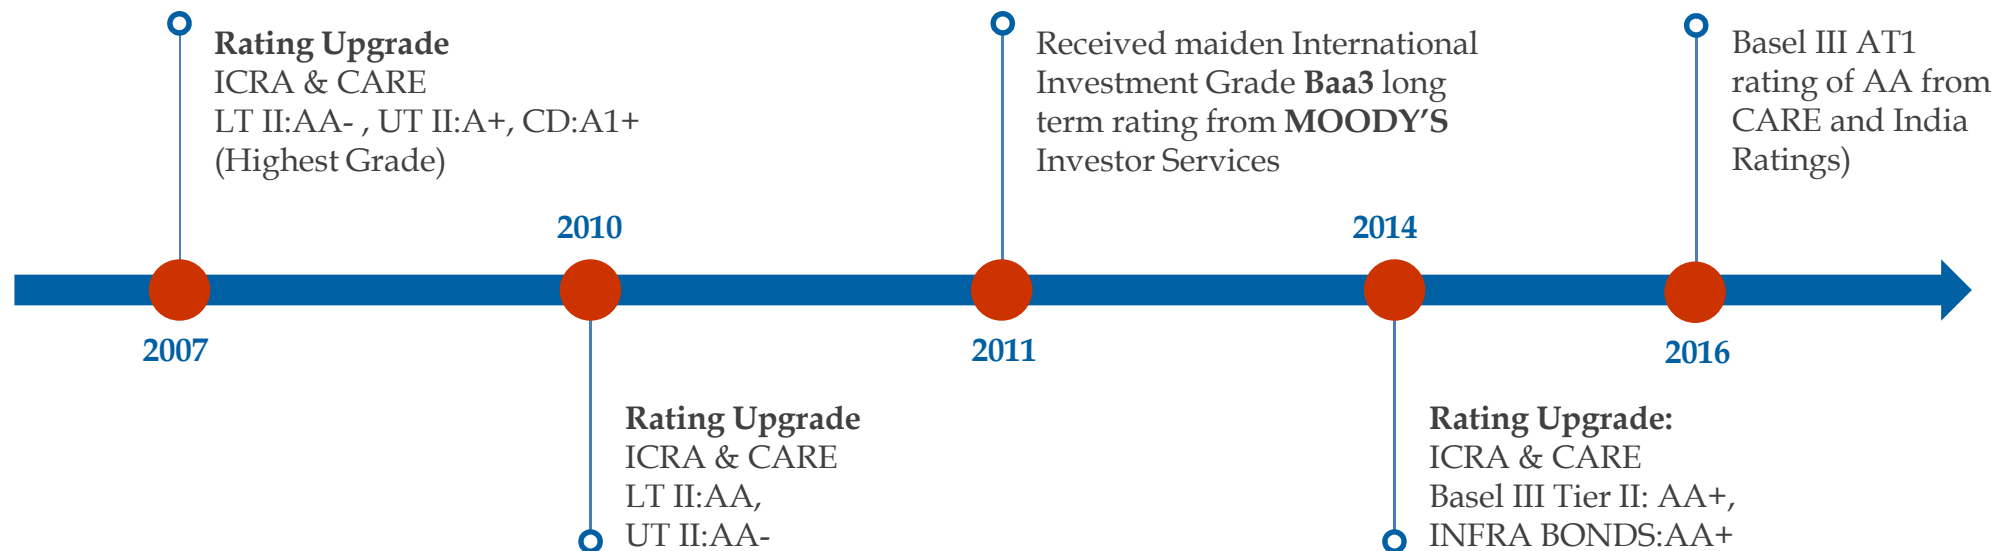 Rating Upgrade
ICRA & CARE
LT II:AA- , UT II:A+, CD:A1+
(Highest Grade)
2007
2010
Rating Upgrade
ICRA & CARE
LT II:AA,
UT II:AA-
Received maiden International
Investment Grade Baa3 long
term rating from MOODY’S
Investor Services
2011
2014
Rating Upgrade:
ICRA & CARE
Basel III Tier II: AA+,
INFRA BONDS:AA+
Basel III AT1
rating of AA from
CARE and India
Ratings)
2016